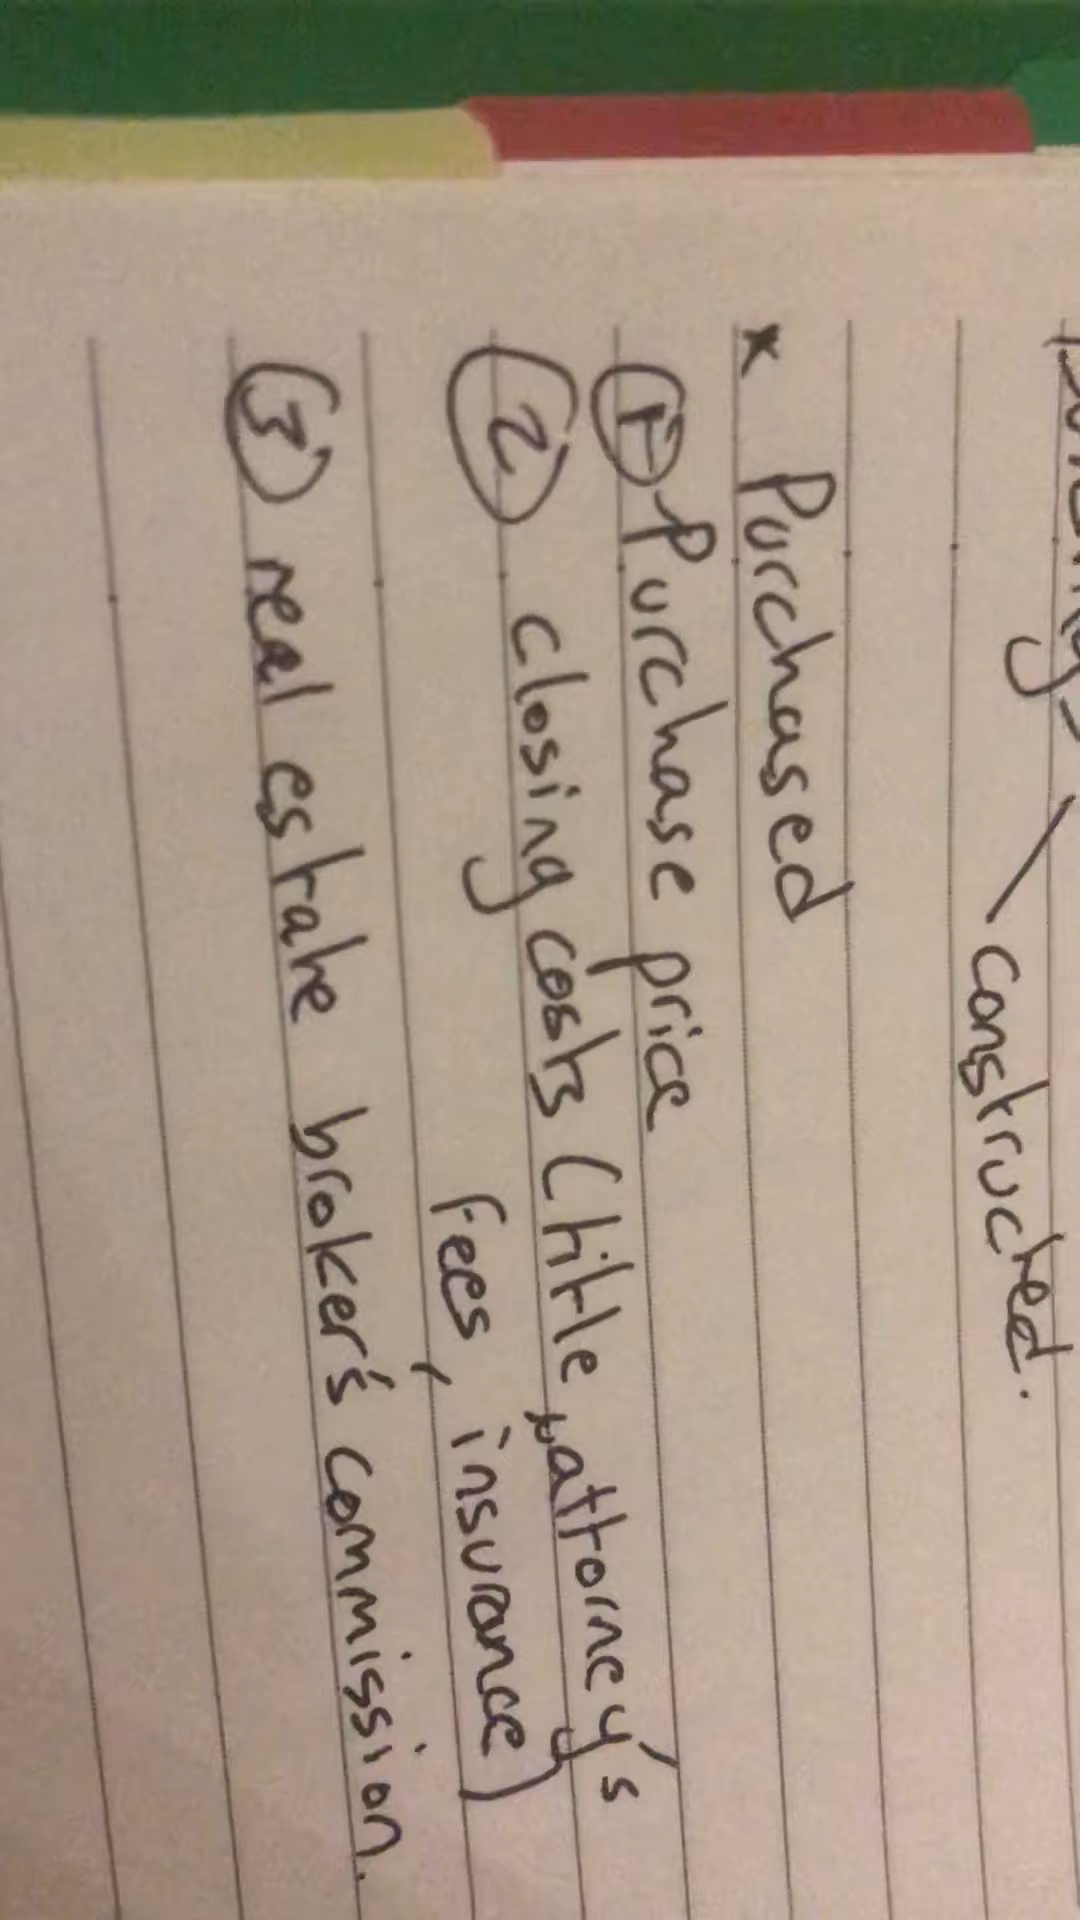 constructed.
* Purchased
① Purchase price
② closing costs (title, attorney's
Fees, insurance)
③ real estate broker's commission.